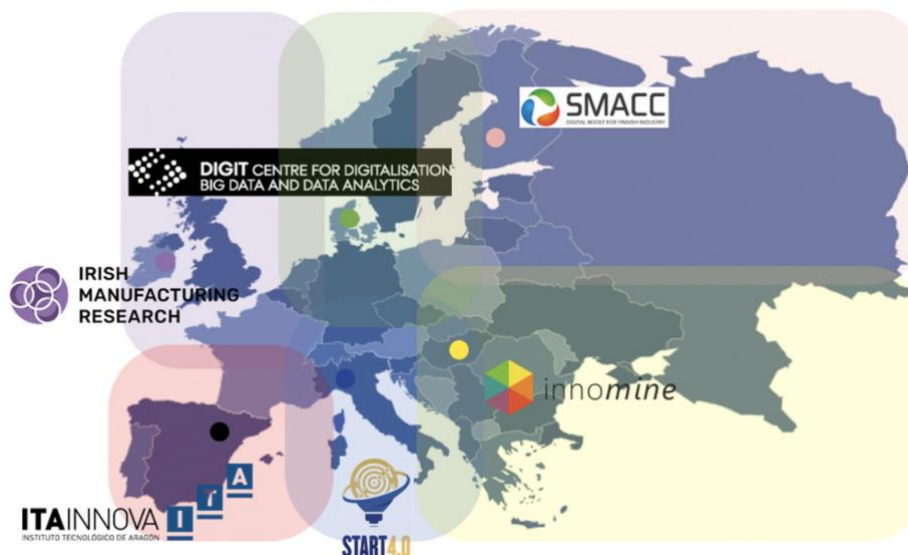 SMACC
DIGITAL BOOST FOR FINNISH INDUSTRY
DIGIT CENTRE FOR DIGITALISATION
BIG DATA AND DATA ANALYTICS
IRISH
MANUFACTURING
RESEARCH
innomine
ITAINNOVA
INSTITUTO TECNOLÓGICO DE ARAGÓN
I T A
START4.0